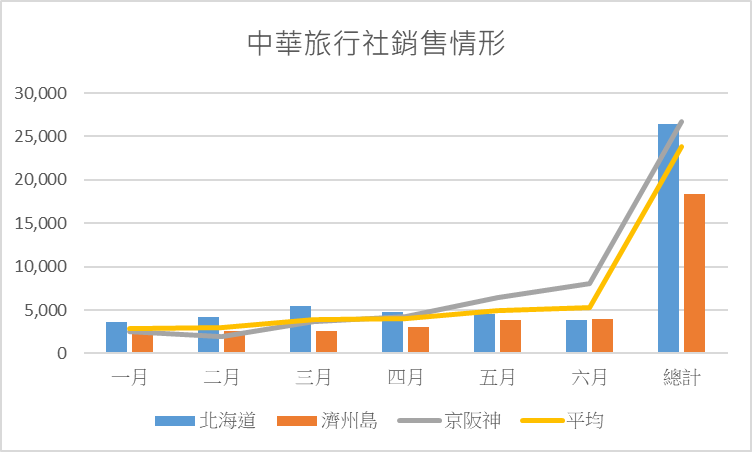 中華旅行社銷售情形
30,000
25,000
20,000
15,000
10,000
5,000
0
一月 二月 三月 四月 五月 六月 總計
北海道 濟州島 京阪神 平均